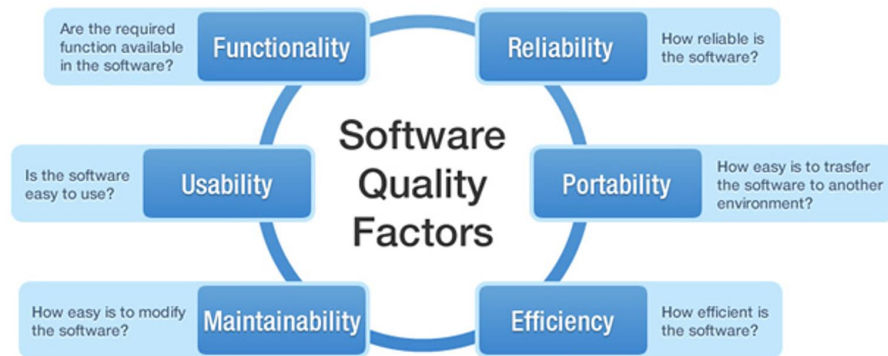 Are the required
function available
in the software?
Functionality
Reliability
How reliable is
the software?
Is the software
easy to use?
Usability
Software
Quality
Factors
Portability
How easy is to trasfer
the software to another
environment?
How easy is to modify
the software?
Maintainability
Efficiency
How efficient is
the software?